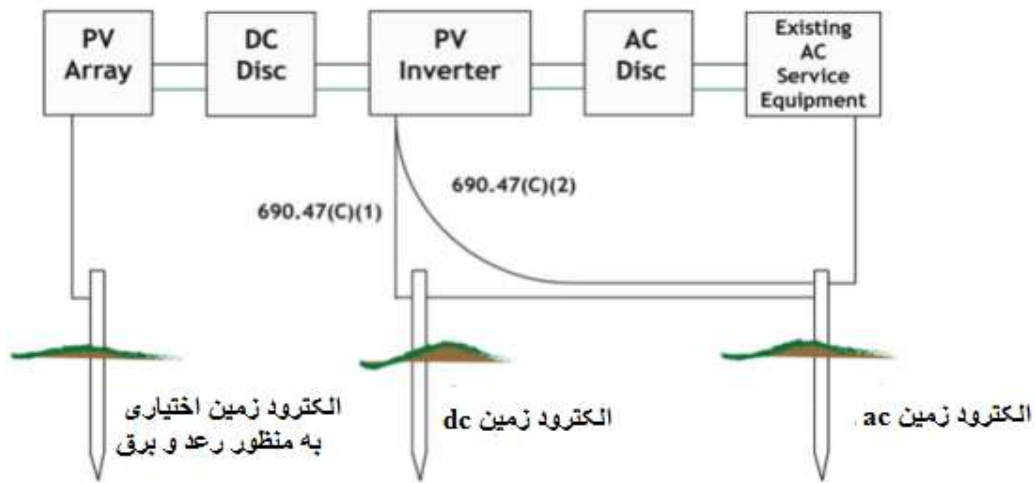 PV
Array
DC
Disc
PV
Inverter
AC
Disc
Existing
AC
Service
Equipment
690.47(C)(2)
690.47(C)(1)
الکترود زمین اختیاری
به منظور رعد و برق
الکترود زمین dc
الکترود زمین ac